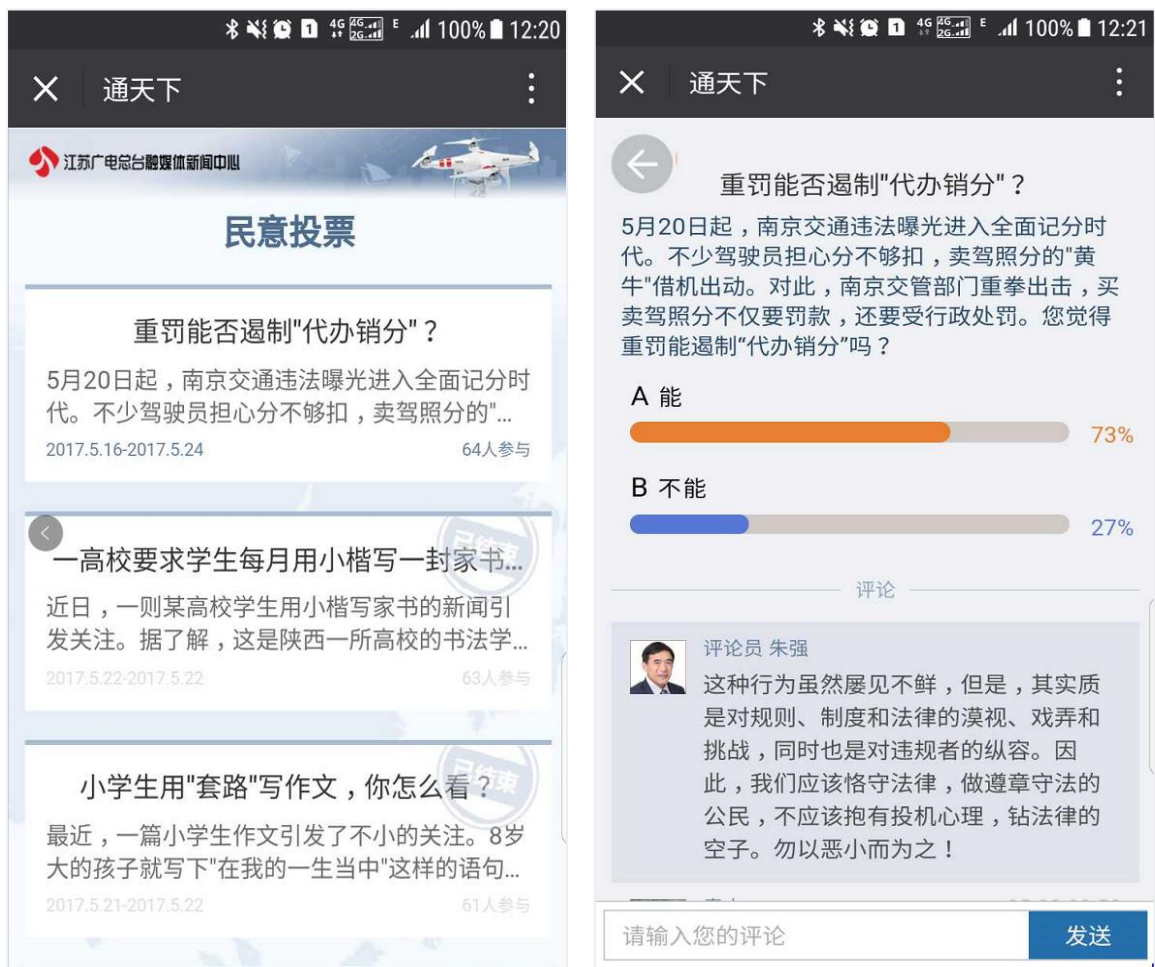 4G 4G 2G E 100% 12:20
通天下
江苏广电总台融媒体新闻中心
民意投票
重罚能否遏制"代办销分"？
5月20日起，南京交通违法曝光进入全面记分时
代。不少驾驶员担心分不够扣，卖驾照分的"...
2017.5.16-2017.5.24 64人参与
已结束
一高校要求学生每月用小楷写一封家书...
近日，一则某高校学生用小楷写家书的新闻引
发关注。据了解，这是陕西一所高校的书法学...
2017.5.22-2017.5.22 63人参与
已结束
小学生用"套路"写作文，你怎么看？
最近，一篇小学生作文引发了不小的关注。8岁
大的孩子就写下"在我的一生当中"这样的语句...
2017.5.21-2017.5.22 61人参与
4G 4G 2G E 100% 12:21
通天下
重罚能否遏制"代办销分"？
5月20日起，南京交通违法曝光进入全面记分时
代。不少驾驶员担心分不够扣，卖驾照分的"黄
牛"借机出动。对此，南京交管部门重拳出击，买
卖驾照分不仅要罚款，还要受行政处罚。您觉得
重罚能遏制“代办销分”吗？
A 能
73%
B 不能
27%
评论
评论员 朱强
这种行为虽然屡见不鲜，但是，其实质
是对规则、制度和法律的漠视、戏弄和
挑战，同时也是对违规者的纵容。因
此，我们应该恪守法律，做遵章守法的
公民，不应该抱有投机心理，钻法律的
空子。勿以恶小而为之！
请输入您的评论 发送